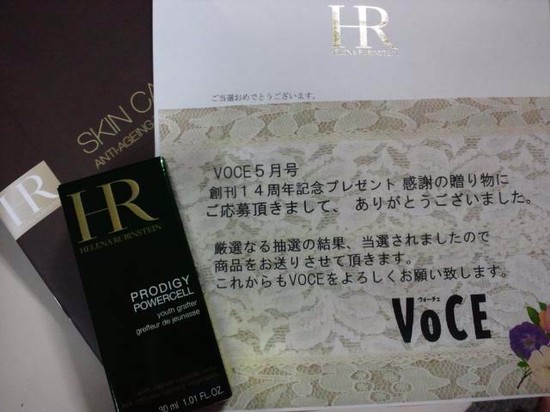 HR
HELENA RUBINSTEIN
ご当選おめでとうございます。
SKIN CA
ANTI-AGEING
VOCE5月号
創刊14周年記念プレゼント 感謝の贈り物に
ご応募頂きまして、ありがとうございました。
厳選なる抽選の結果、当選されましたので
商品をお送りさせて頂きます。
これからもVOCEをよろしくお願い致します。
ヴォーチェ
VoCE
HR
HELENA RUBINSTEIN
PRODIGY
POWERCELL
youth grafter
greffeur de jeunesse
30 ml 1.01 FL.OZ.